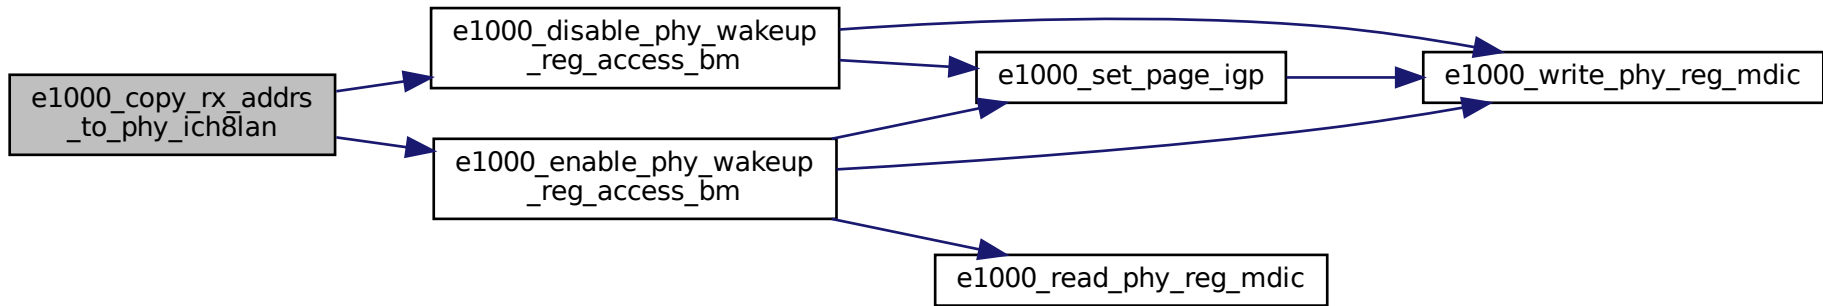 e1000_copy_rx_addrs
_to_phy_ich8lan
e1000_disable_phy_wakeup
_reg_access_bm
e1000_enable_phy_wakeup
_reg_access_bm
e1000_set_page_igp
e1000_read_phy_reg_mdic
e1000_write_phy_reg_mdic